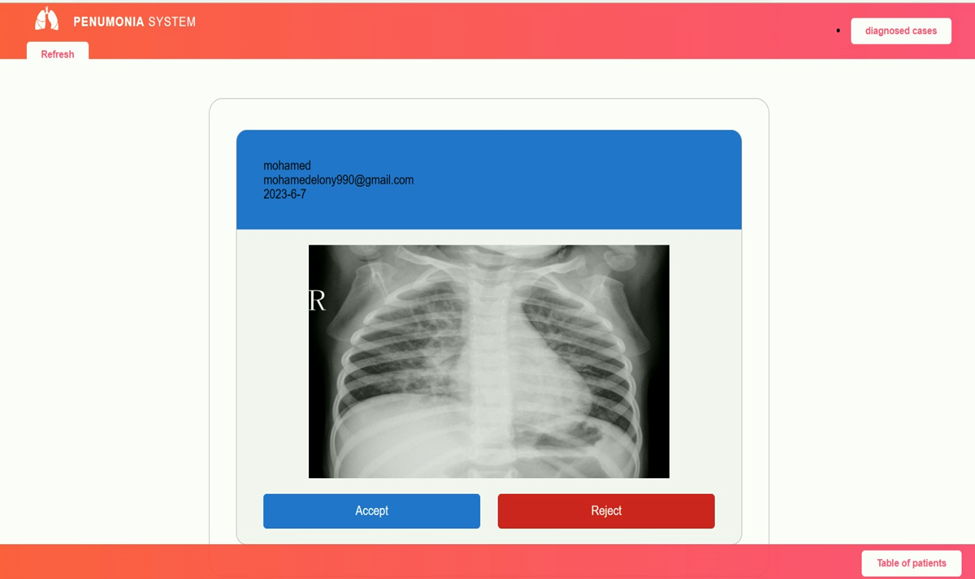 PENUMONIA SYSTEM
diagnosed cases
Refresh
mohamed
mohamedelony990@gmail.com
2023-6-7
R
Accept
Reject
Table of patients